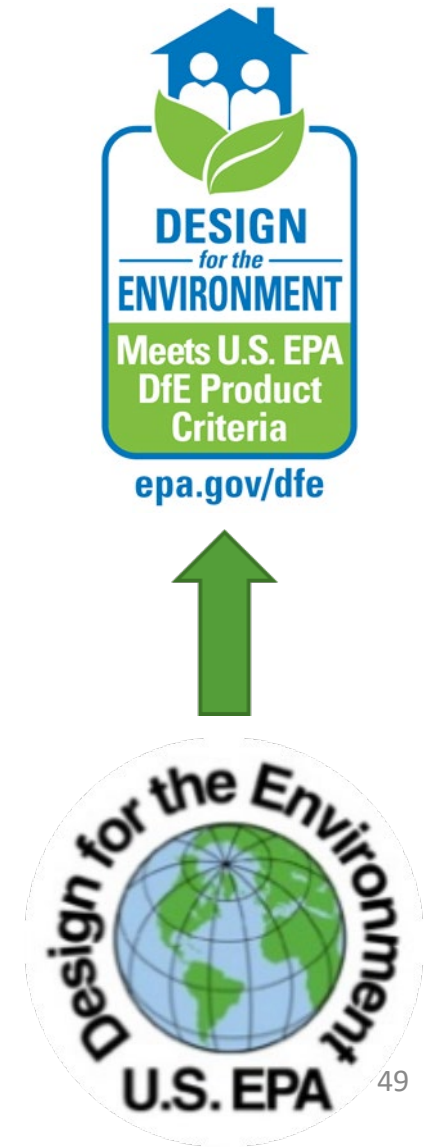 DESIGN
for the
ENVIRONMENT
Meets U.S. EPA
DfE Product
Criteria
epa.gov/dfe
Design for the Environment
U.S. EPA
49